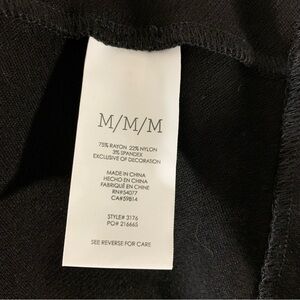 M/M/M
75% RAYON 22% NYLON
3% SPANDEX
EXCLUSIVE OF DECORATION
MADE IN CHINA
HECHO EN CHINA
FABRIQUÉ EN CHINE
RN#54077
CA#59814
STYLE# 3176
PO# 216665
SEE REVERSE FOR CARE